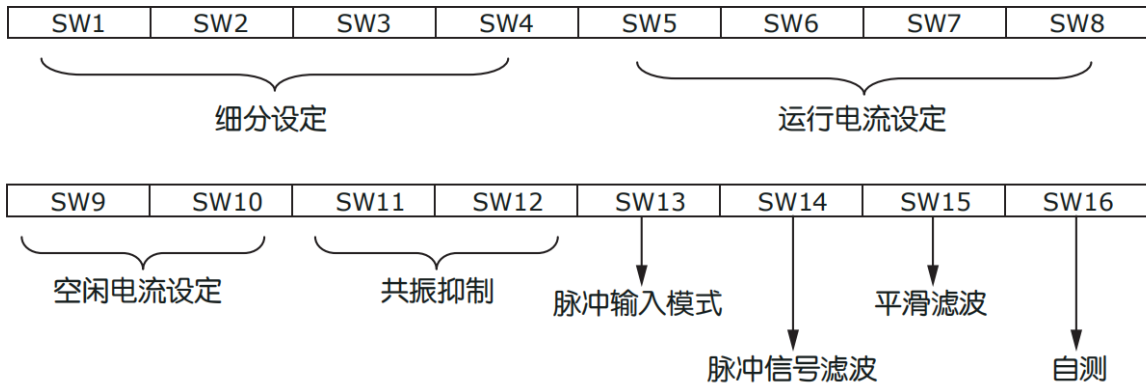 SW1 SW2 SW3 SW4 SW5 SW6 SW7 SW8
细分设定 运行电流设定
SW9 SW10 SW11 SW12 SW13 SW14 SW15 SW16
空闲电流设定 共振抑制 脉冲输入模式 平滑滤波
脉冲信号滤波 自测